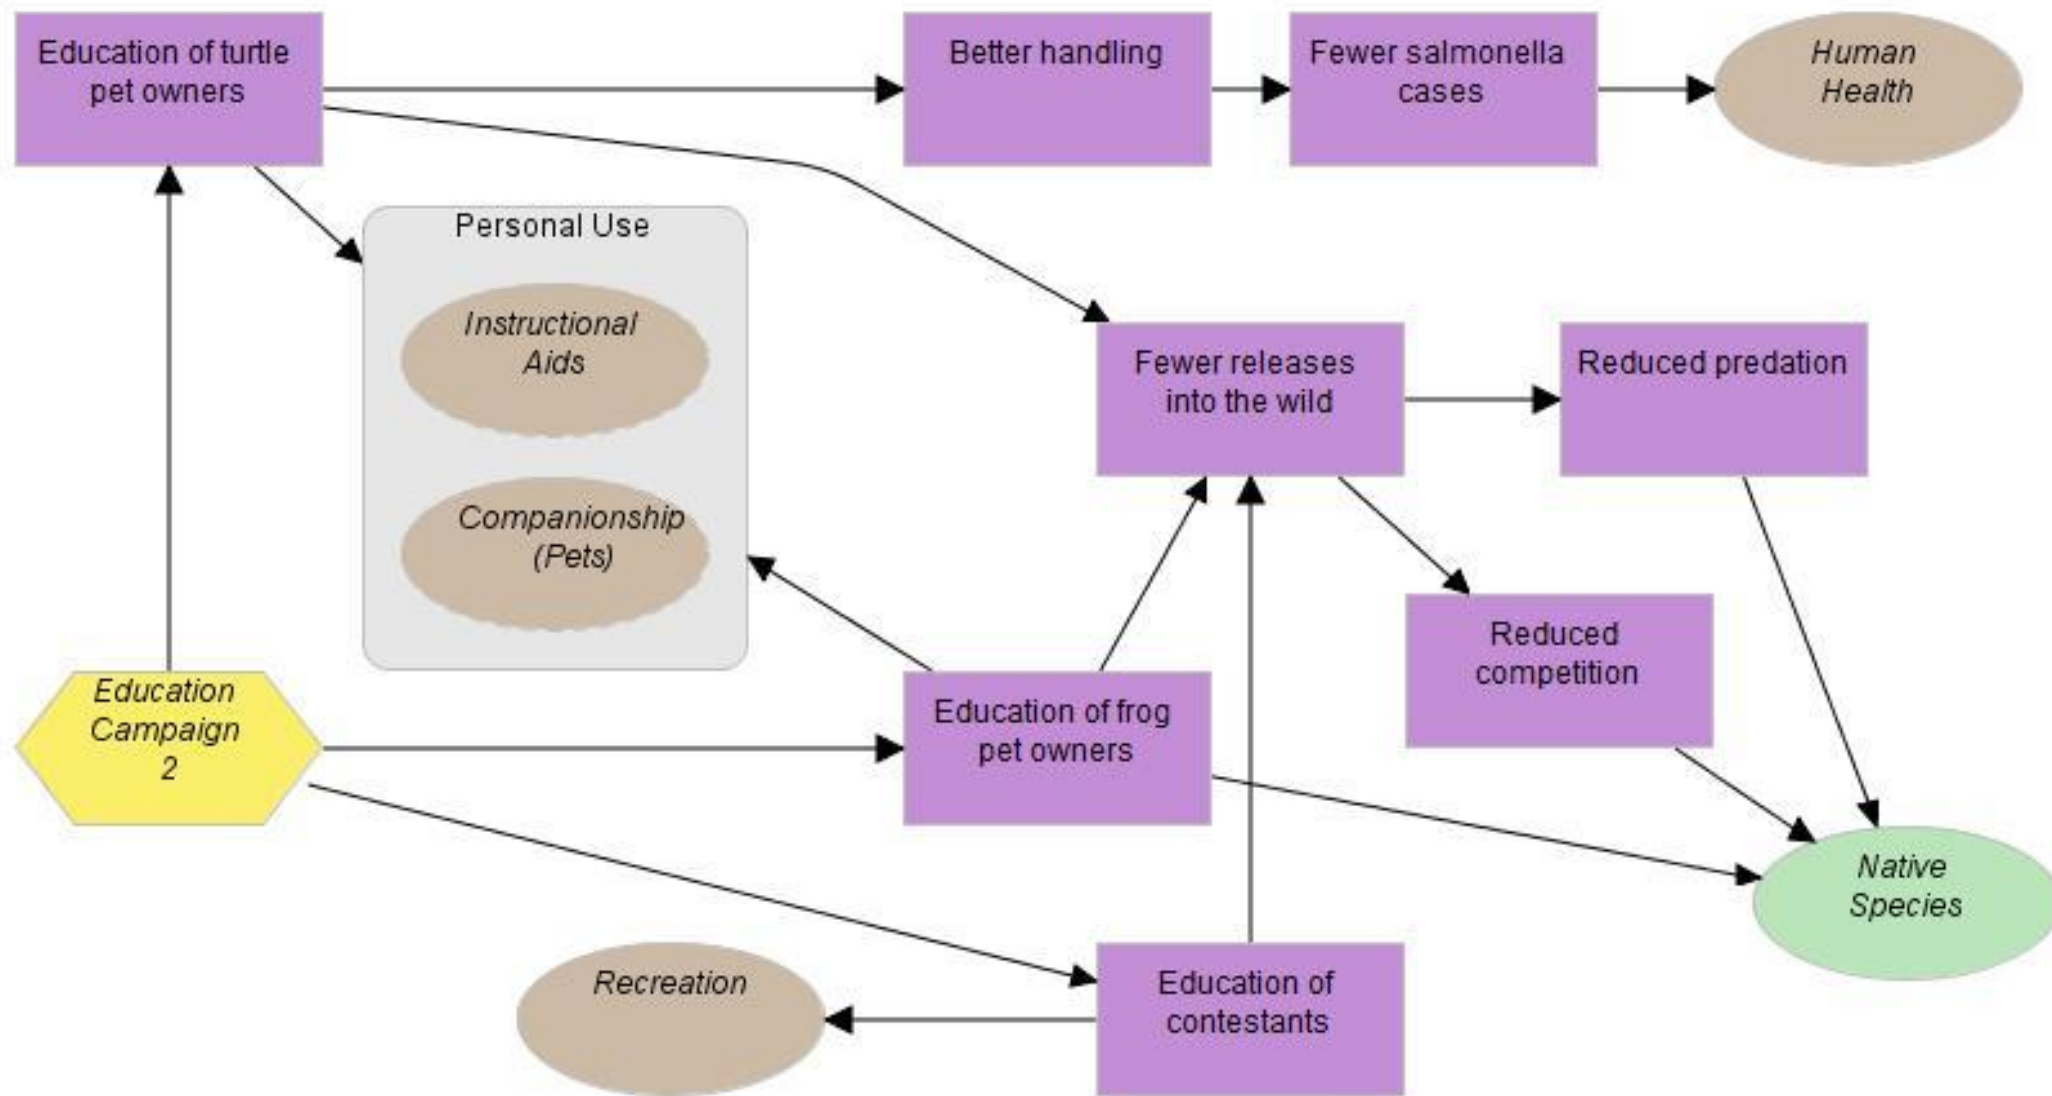 Education of turtle
pet owners
Better handling
Fewer salmonella
cases
Human
Health
Personal Use
Instructional
Aids
Companionship
(Pets)
Fewer releases
into the wild
Reduced predation
Reduced
competition
Education
Campaign
2
Education of frog
pet owners
Native
Species
Recreation
Education of
contestants